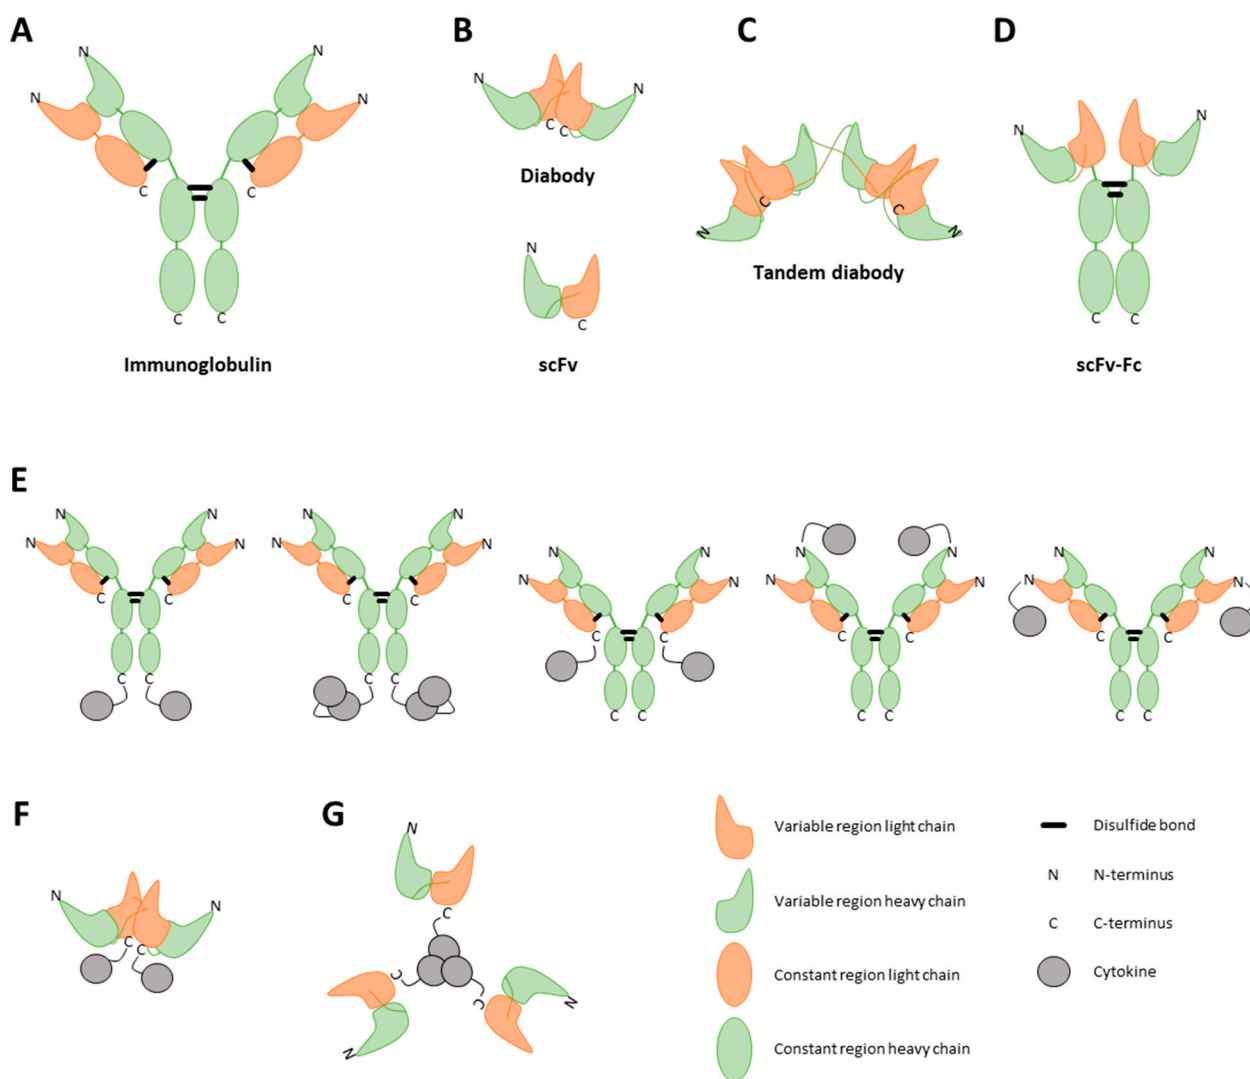 A
B
C
D
N
N
N
N
C
C
C
C
Immunoglobulin
N
N
C
C
Diabody
N
C
scFv
N
N
C
C
Tandem diabody
N
N
C
C
scFv-Fc
E
N
N
N
N
C
C
C
C
N
N
N
N
C
C
C
C
N
N
N
N
C
C
C
C
N
N
N
N
C
C
C
C
N
N
N
N
C
C
C
C
F
N
N
C
C
G
N
C
C
C
N
N
Variable region light chain
Variable region heavy chain
Constant region light chain
Constant region heavy chain
Disulfide bond
N N-terminus
C C-terminus
Cytokine